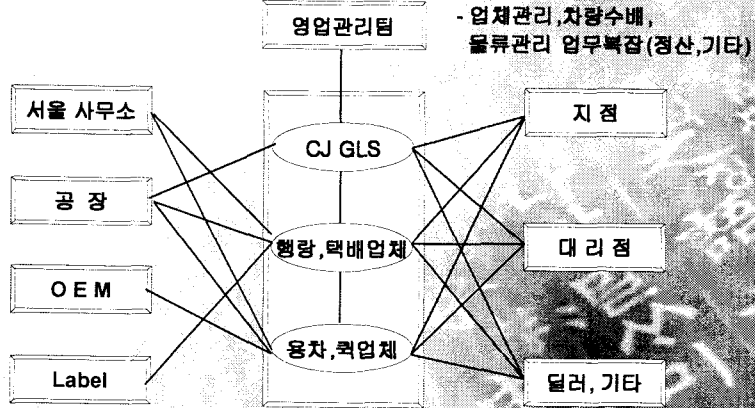 영업관리팀
- 업체관리,차량수배,
물류관리 업무복잡(정산,기타)
서울 사무소
공 장
O E M
Label
CJ GLS
행랑,택배업체
용차,퀵업체
지 점
대 리 점
딜러, 기타